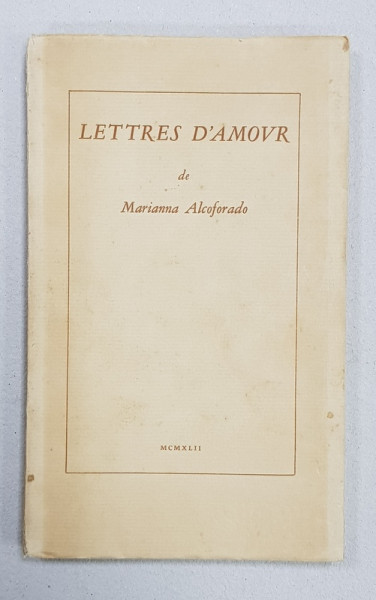 LETTRES D'AMOVR
de
Marianna Alcoforado
MCMXLII